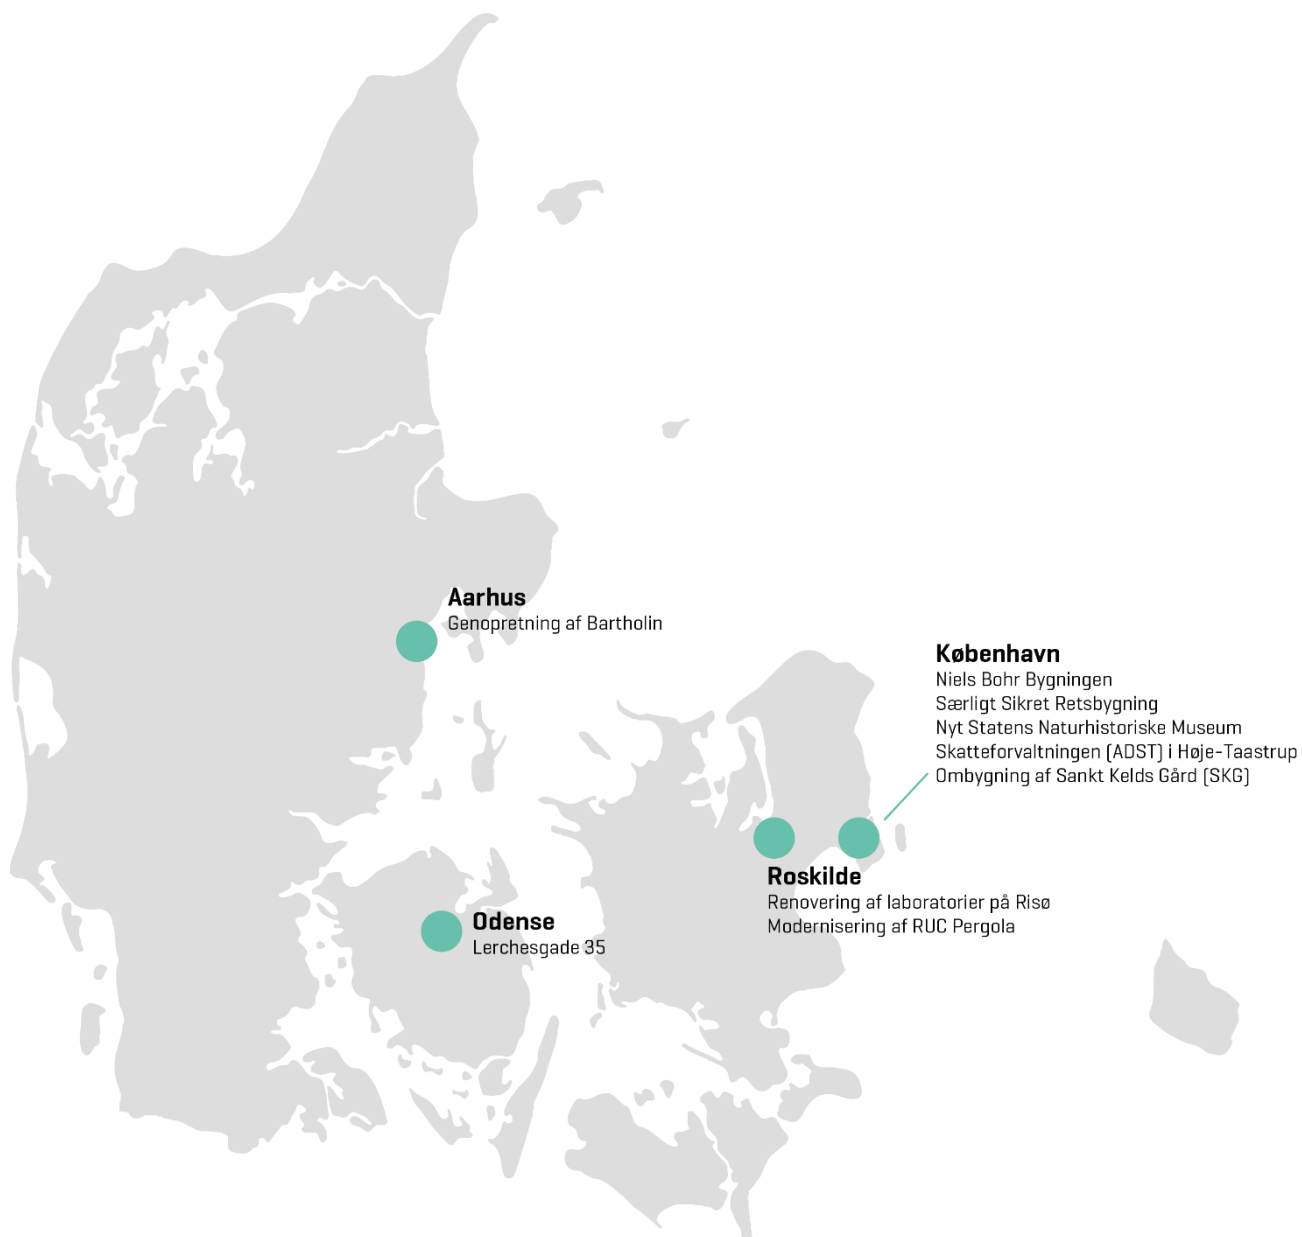 Aarhus
Genopretning af Bartholin
København
Niels Bohr Bygningen
Særligt Sikret Retsbygning
Nyt Statens Naturhistoriske Museum
Skatteforvaltningen (ADST) i Høje-Taastrup
Ombygning af Sankt Kelds Gård (SKG)
Roskilde
Renovering af laboratorier på Risø
Modernisering af RUC Pergola
Odense
Lerchesgade 35